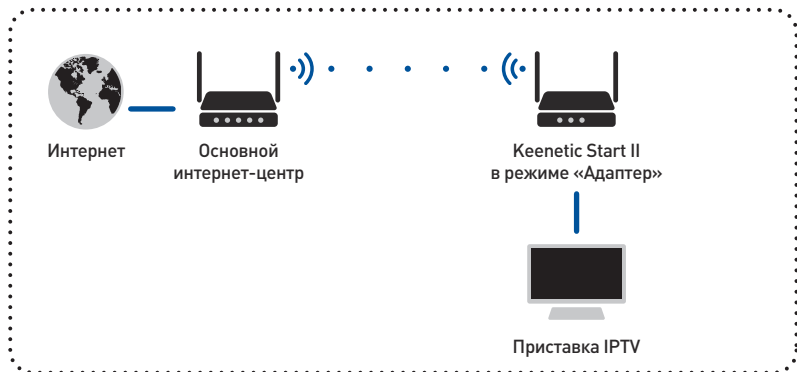 Интернет
Основной
интернет-центр
Keenetic Start II
в режиме «Адаптер»
Приставка IPTV